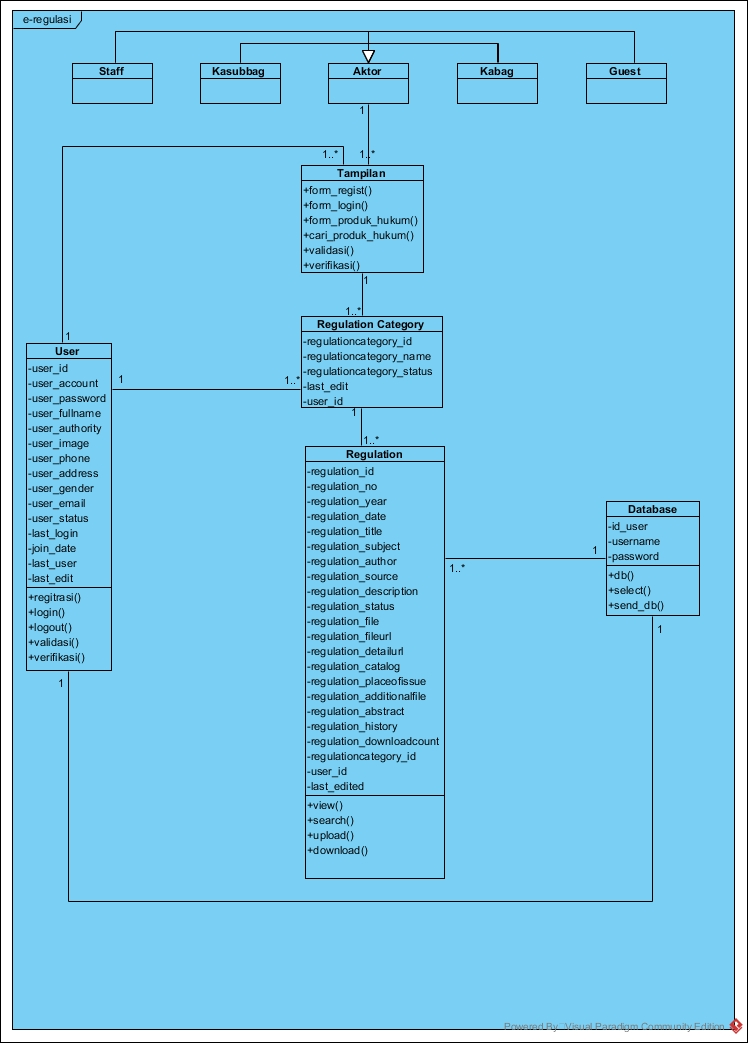 e-regulasi
Staff
Kasubbag
Aktor
Kabag
Guest
1
1..*
1..*
Tampilan
+form_regist()
+form_login()
+form_produk_hukum()
+cari_produk_hukum()
+validasi()
+verifikasi()
1
1..*
Regulation Category
-regulationcategory_id
-regulationcategory_name
-regulationcategory_status
-last_edit
-user_id
1
User
-user_id
-user_account
-user_password
-user_fullname
-user_authority
-user_image
-user_phone
-user_address
-user_gender
-user_email
-user_status
-last_login
-join_date
-last_user
-last_edit
+regitrasi()
+login()
+logout()
+validasi()
+verifikasi()
1
1..*
1
1..*
Regulation
-regulation_id
-regulation_no
-regulation_year
-regulation_date
-regulation_title
-regulation_subject
-regulation_author
-regulation_source
-regulation_description
-regulation_status
-regulation_file
-regulation_fileurl
-regulation_detailurl
-regulation_catalog
-regulation_placeofissue
-regulation_additionalfile
-regulation_abstract
-regulation_history
-regulation_downloadcount
-regulationcategory_id
-user_id
-last_edited
+view()
+search()
+upload()
+download()
1..*
1
Database
-id_user
-username
-password
+db()
+select()
+send_db()
1
1
Powered By Visual Paradigm Community Edition